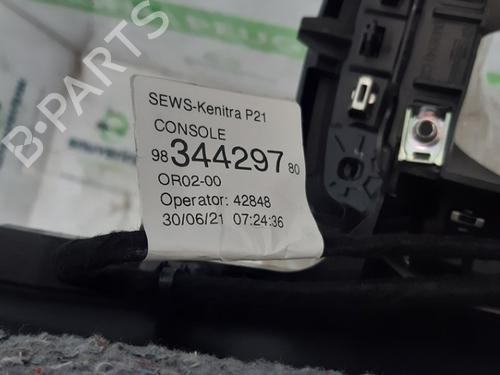 B-PARTS
SEWS-Kenitra P21
CONSOLE
98 344297 80
OR02-00
Operator: 42848
30/06/21 07:24:36